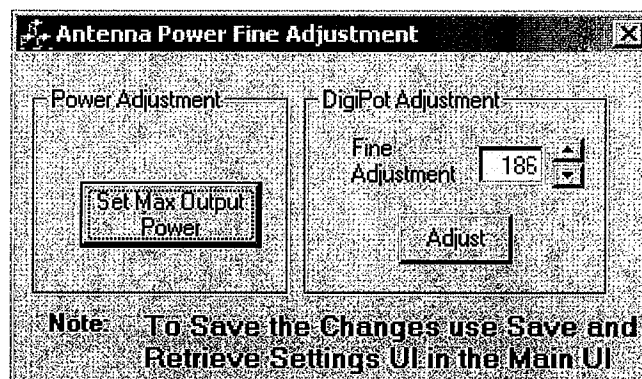 Antenna Power Fine Adjustment
Power Adjustment
Set Max Output
Power
DigiPot Adjustment
Fine
Adjustment
186
Adjust
Note: To Save the Changes use Save and
Retrieve Settings UI in the Main UI